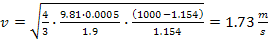 v = √(4/3 · (9.81·0.0005)/1.9 · (1000−1.154)/1.154) = 1.73 m/s